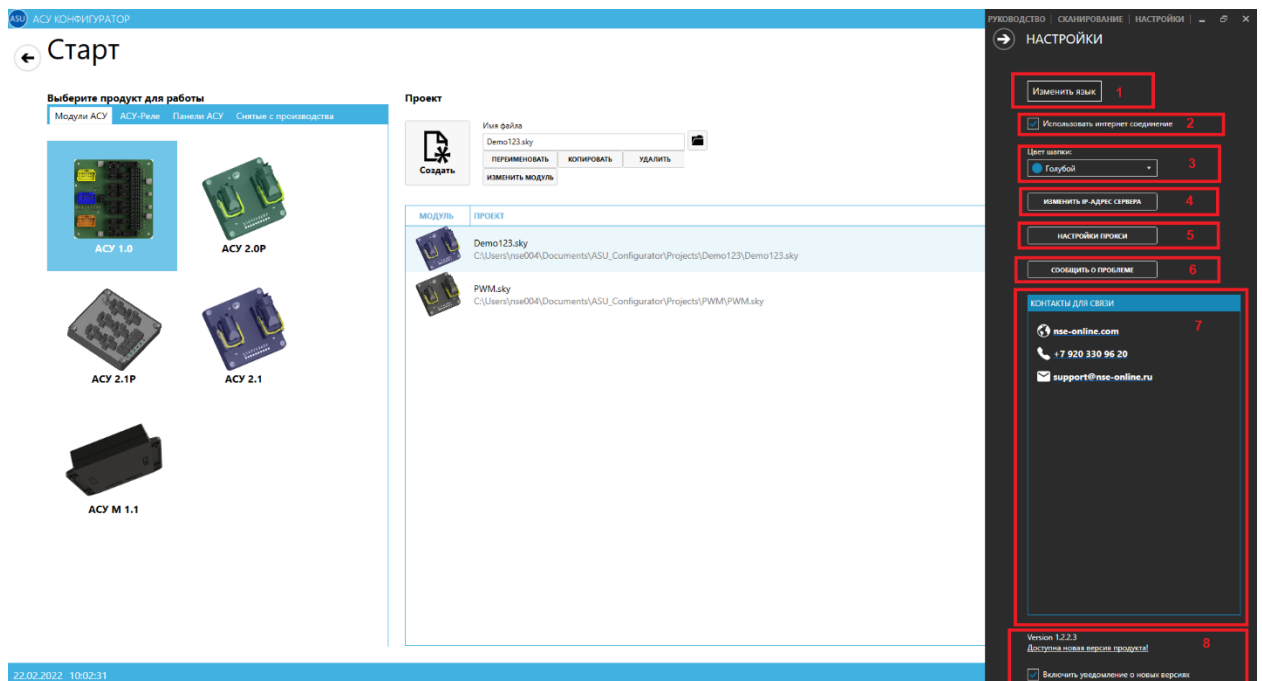 ASU АСУ КОНФИГУРАТОР
РУКОВОДСТВО | СКАНИРОВАНИЕ | НАСТРОЙКИ |
Старт
Выберите продукт для работы
Модули АСУ АСУ-Реле Панели АСУ Снятые с производства
АСУ 1.0
АСУ 2.0Р
АСУ 2.1Р
АСУ 2.1
АСУ М 1.1
Проект
Создать
Имя файла
Demo123.sky
ПЕРЕИМЕНОВАТЬ КОПИРОВАТЬ УДАЛИТЬ
ИЗМЕНИТЬ МОДУЛЬ
МОДУЛЬ ПРОЕКТ
Demo123.sky
C:\Users\nse004\Documents\ASU_Configurator\Projects\Demo123\Demo123.sky
PWM.sky
C:\Users\nse004\Documents\ASU_Configurator\Projects\PWM\PWM.sky
НАСТРОЙКИ
Изменить язык 1
Использовать интернет соединение 2
Цвет шапки:
Голубой 3
ИЗМЕНИТЬ IP-АДРЕС СЕРВЕРА 4
НАСТРОЙКИ ПРОКСИ 5
СООБЩИТЬ О ПРОБЛЕМЕ 6
КОНТАКТЫ ДЛЯ СВЯЗИ
nse-online.com 7
+7 920 330 96 20
support@nse-online.ru
Version 1.2.2.3
Доступна новая версия продукта! 8
Включить уведомление о новых версиях
22.02.2022 10:02:31